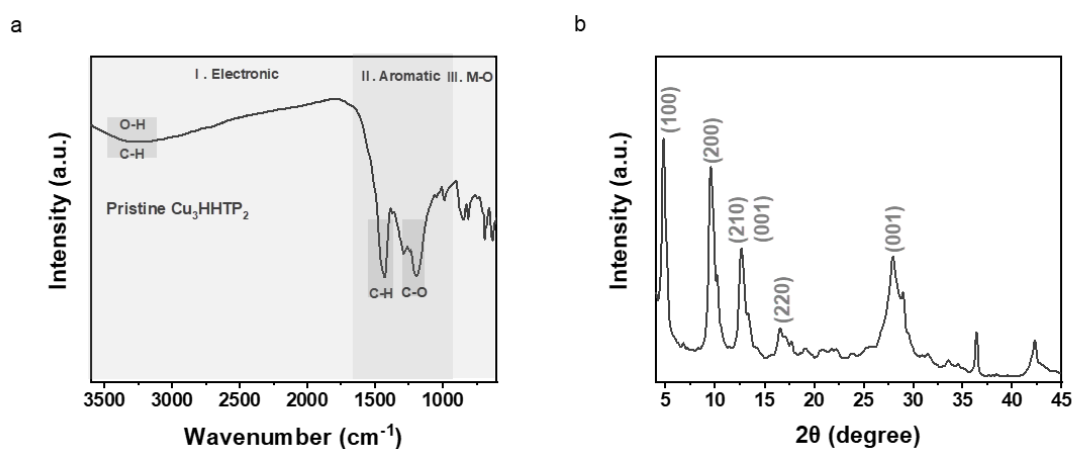 a
I . Electronic
II. Aromatic
III. M-O
O-H
C-H
Pristine Cu₃HHTP₂
C-H
C-O
Intensity (a.u.)
3500 3000 2500 2000 1500 1000
Wavenumber (cm⁻¹)
b
(100)
(200)
(210)
(001)
(220)
(001)
Intensity (a.u.)
5 10 15 20 25 30 35 40 45
2θ (degree)